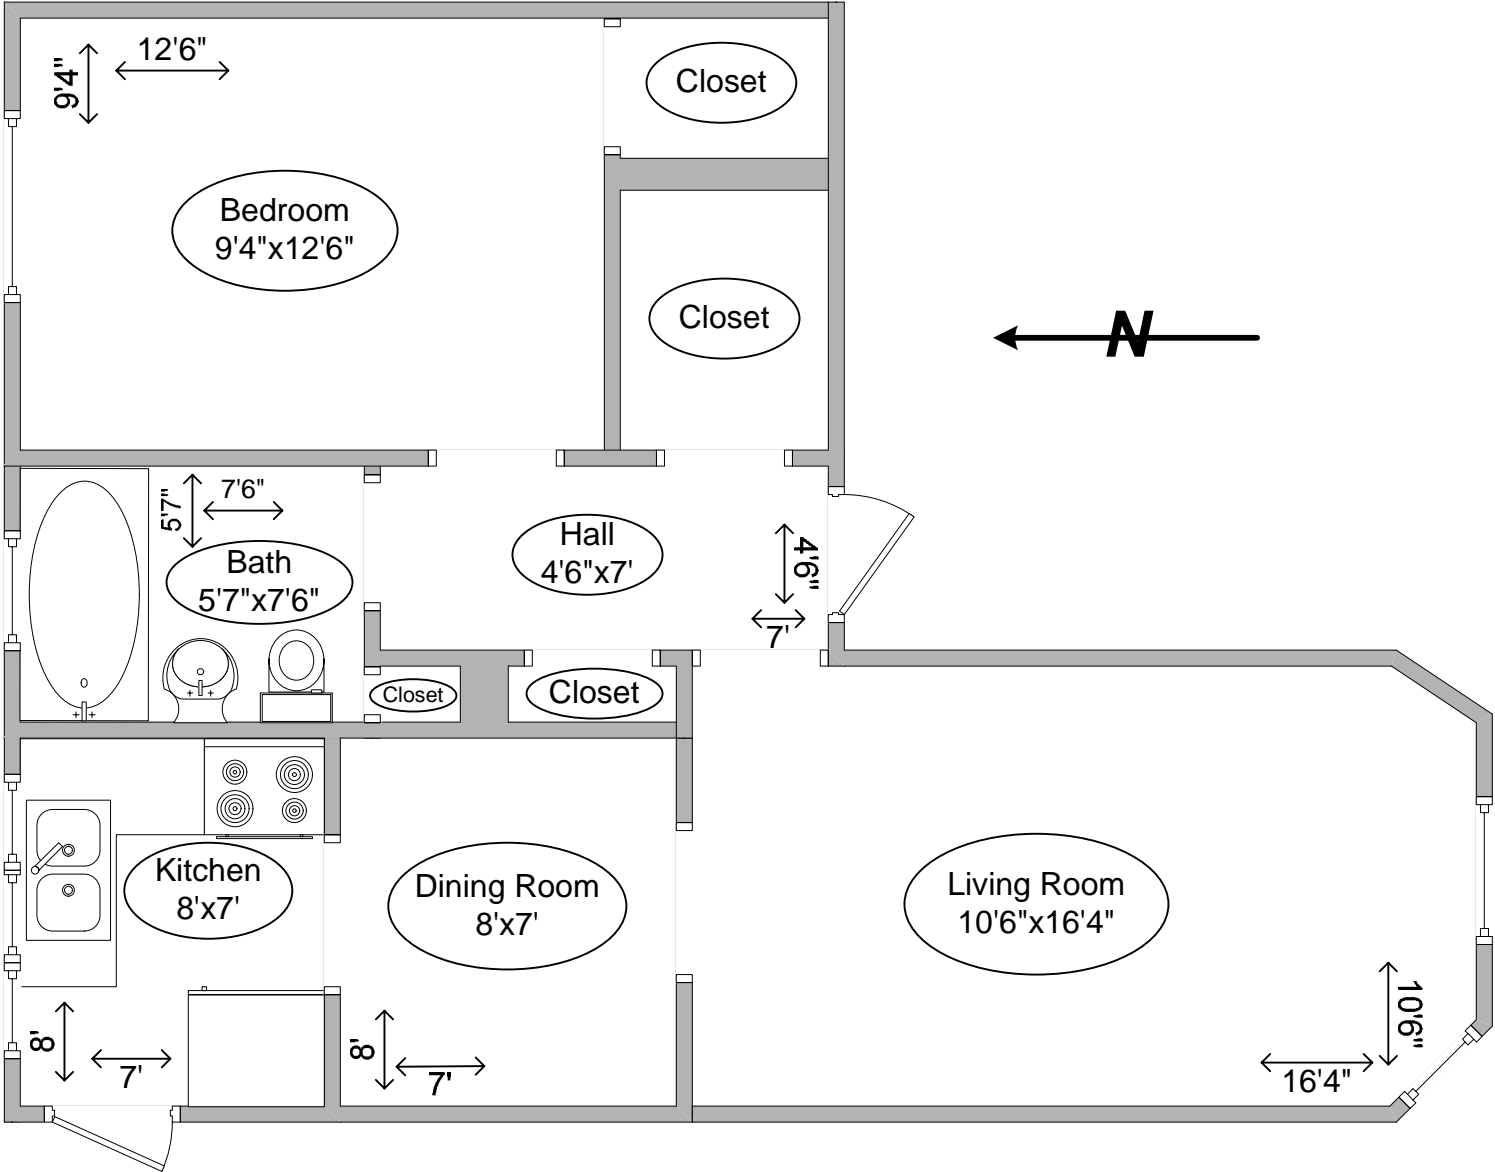 12'6"
9'4"
Closet
Bedroom
9'4"x12'6"
Closet
N
7'6"
5'7"
Bath
5'7"x7'6"
Hall
4'6"x7'
4'6"
7'
Closet
Closet
Kitchen
8'x7'
Dining Room
8'x7'
Living Room
10'6"x16'4"
8'
7'
8'
7'
10'6"
16'4"